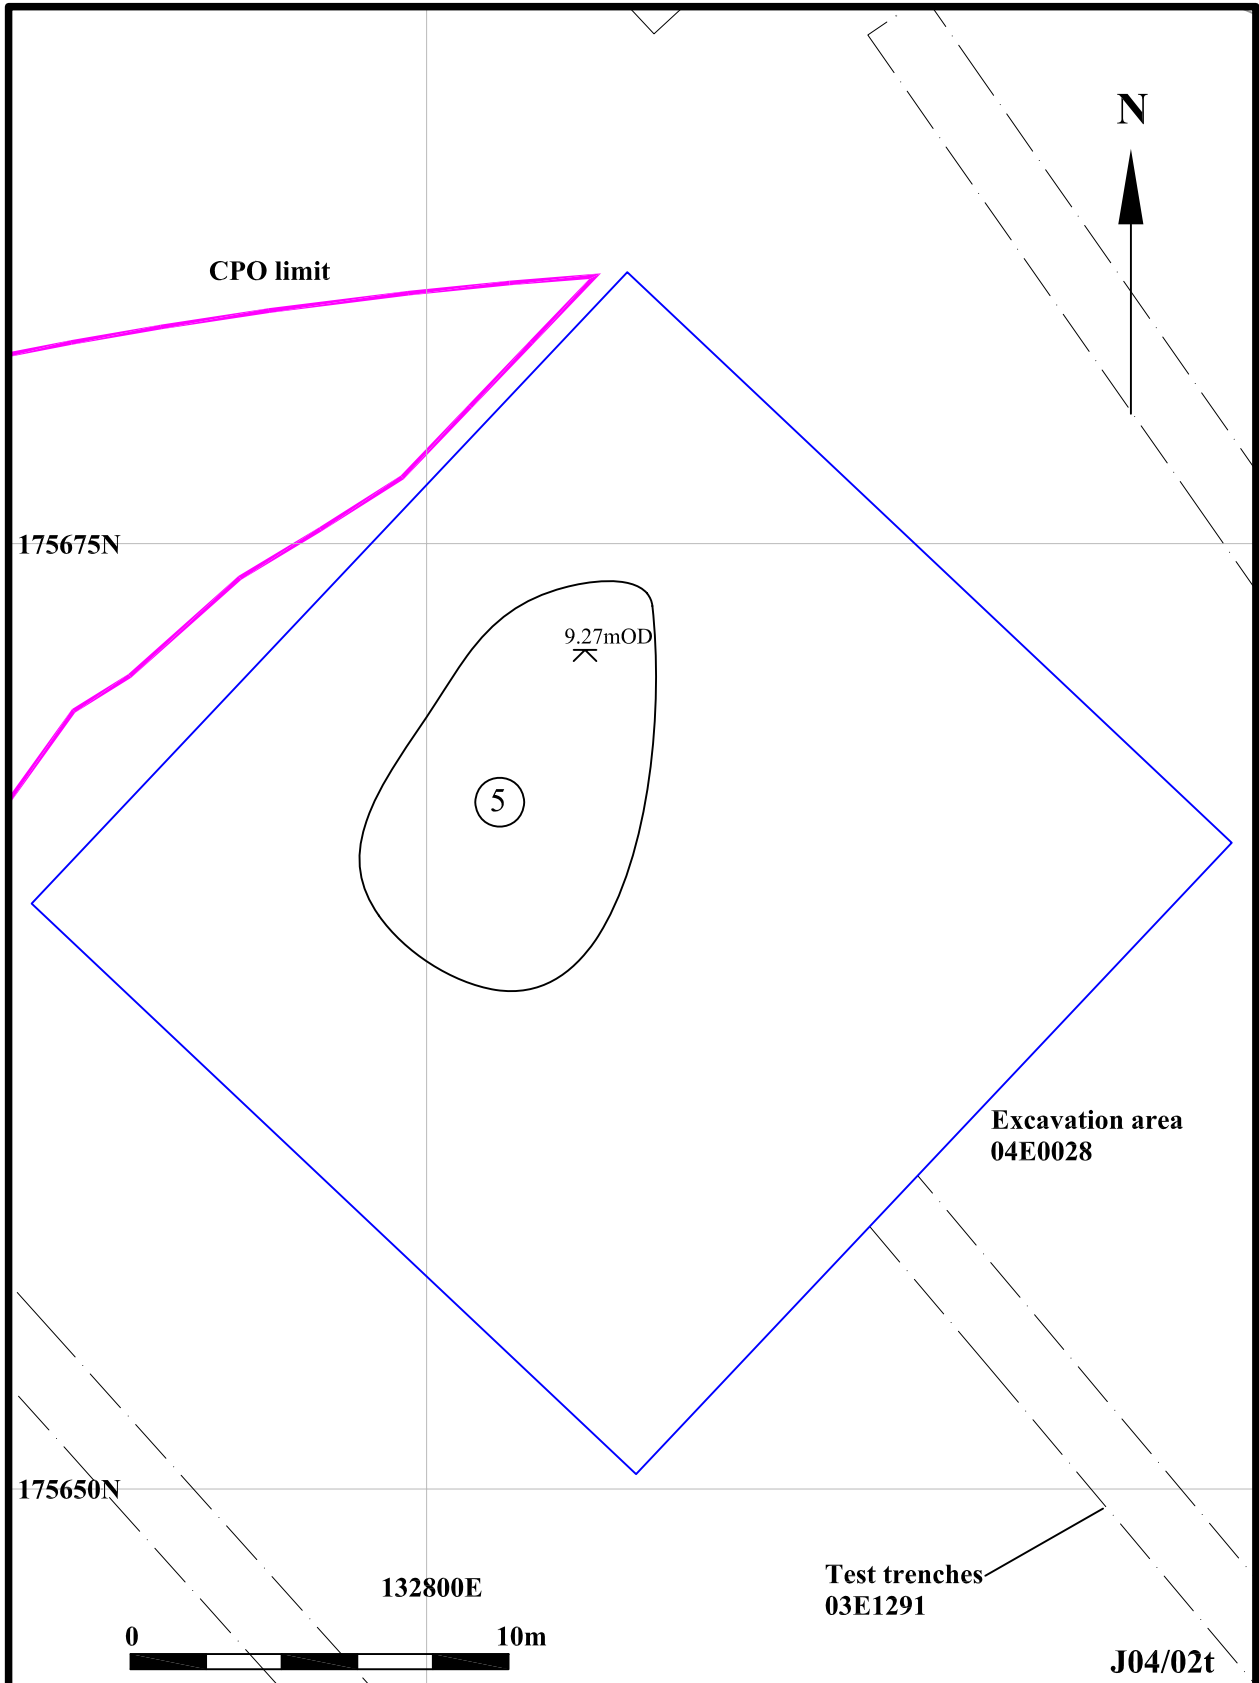 N
CPO limit
175675N
9.27mOD
5
Excavation area
04E0028
175650N
Test trenches
03E1291
132800E
0 10m
J04/02t